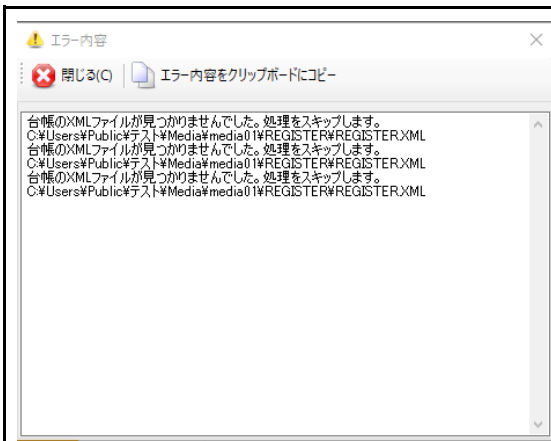 エラー内容
閉じる(C)
エラー内容をクリップボードにコピー
台帳のXMLファイルが見つかりませんでした。処理をスキップします。
C:¥Users¥Public¥テスト¥Media¥media01¥REGISTER¥REGISTER.XML
台帳のXMLファイルが見つかりませんでした。処理をスキップします。
C:¥Users¥Public¥テスト¥Media¥media01¥REGISTER¥REGISTER.XML
台帳のXMLファイルが見つかりませんでした。処理をスキップします。
C:¥Users¥Public¥テスト¥Media¥media01¥REGISTER¥REGISTER.XML